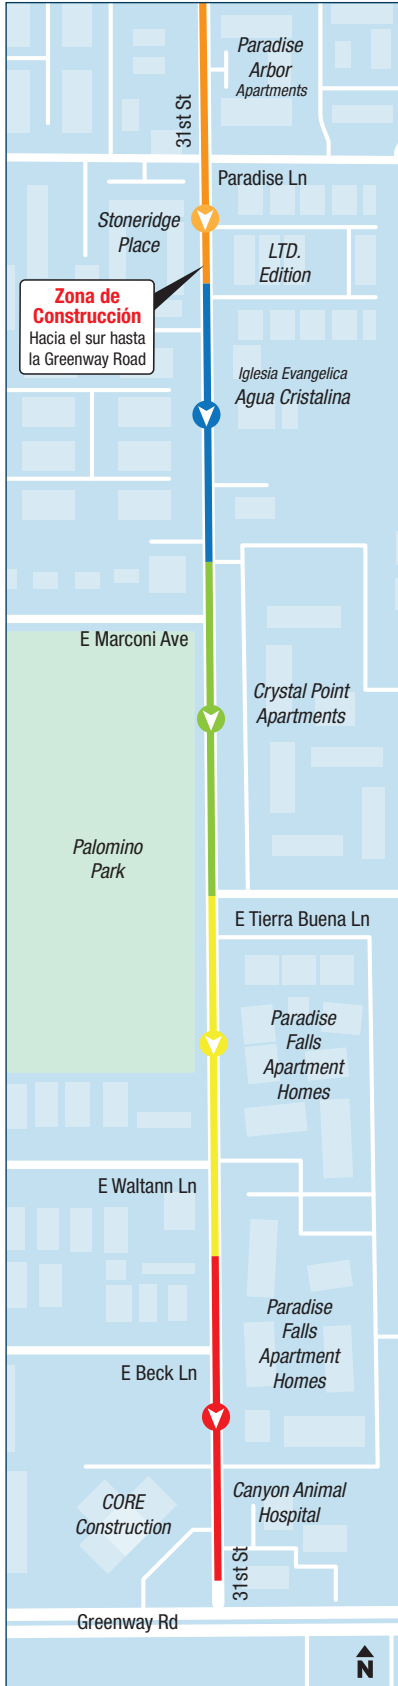 Paradise
Arbor
Apartments
31st St
Paradise Ln
Stoneridge
Place
LTD.
Edition
Zona de
Construcción
Hacia el sur hasta
la Greenway Road
Iglesia Evangelica
Agua Cristalina
E Marconi Ave
Crystal Point
Apartments
Palomino
Park
E Tierra Buena Ln
Paradise
Falls
Apartment
Homes
E Waltann Ln
Paradise
Falls
Apartment
Homes
E Beck Ln
CORE
Construction
Canyon Animal
Hospital
31st St
Greenway Rd
N